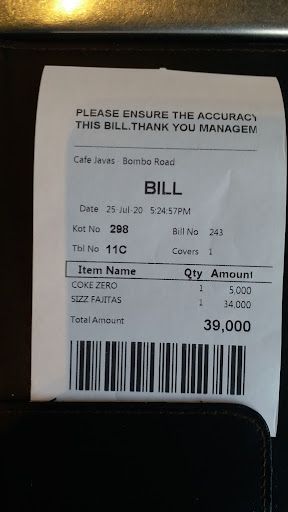 PLEASE ENSURE THE ACCURACY
THIS BILL.THANK YOU MANAGEM
Cafe Javas - Bombo Road
BILL
Date 25-Jul-20 5:24:57PM
Kot No 298 Bill No 243
Tbl No 11C Covers 1
Item Name Qty Amount
COKE ZERO 1 5,000
SIZZ FAJITAS 1 34,000
Total Amount 39,000